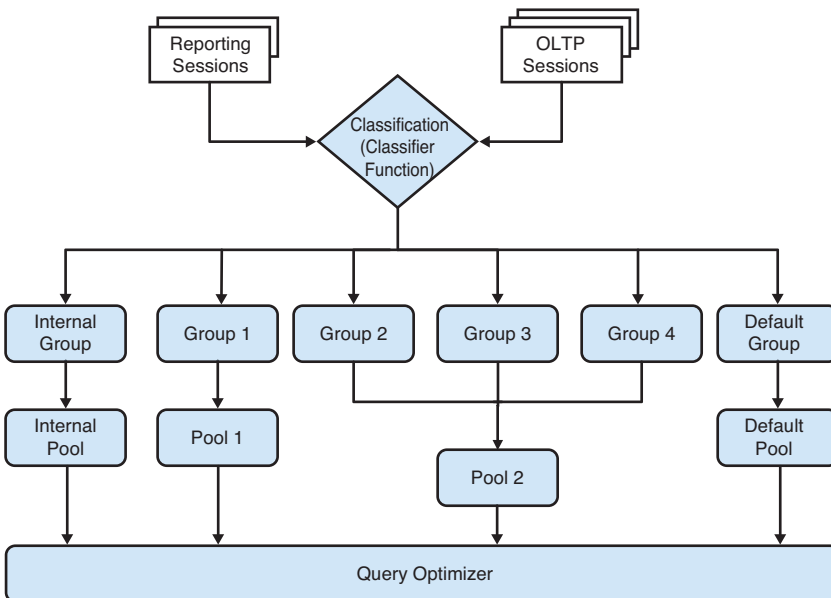 Reporting
Sessions
OLTP
Sessions
Classification
(Classifier
Function)
Internal
Group
Group 1
Group 2
Group 3
Group 4
Default
Group
Internal
Pool
Pool 1
Pool 2
Default
Pool
Query Optimizer